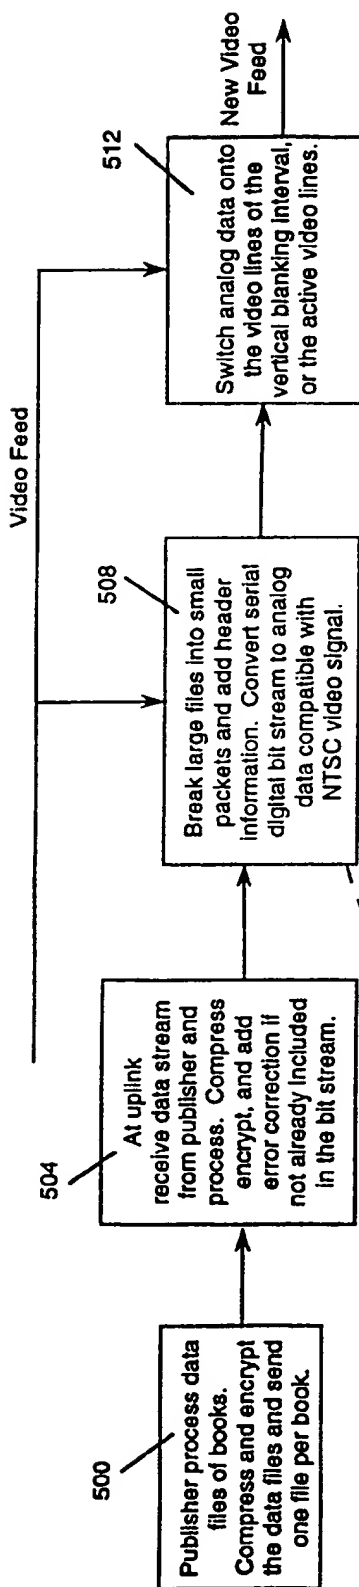 Video Feed
500
Publisher process data
files of books.
Compress and encrypt
the data files and send
one file per book.
504
At uplink
receive data stream
from publisher and
process. Compress
encrypt, and add
error correction if
not already included
in the bit stream.
508
Break large files into small
packets and add header
information. Convert serial
digital bit stream to analog
data compatible with
NTSC video signal.
512
Switch analog data onto
the video lines of the
vertical blanking interval,
or the active video lines.
New Video
Feed